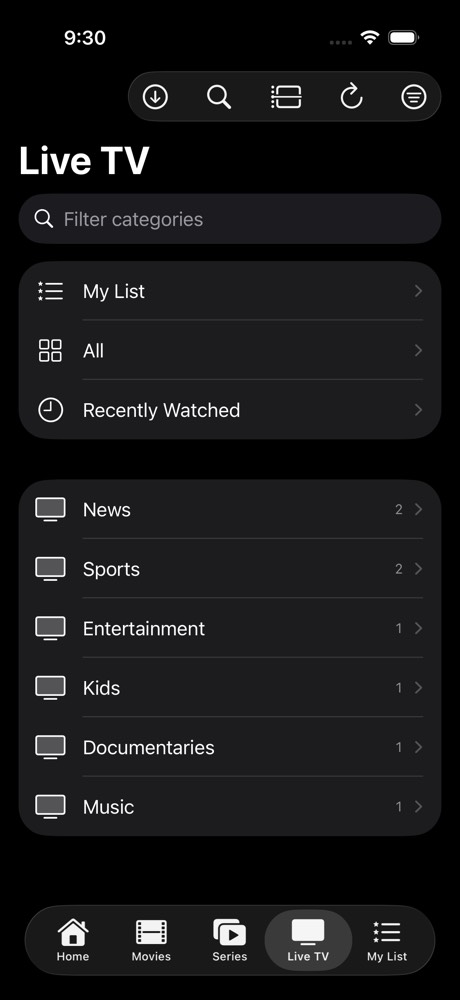 9:30
Live TV
Filter categories
My List
All
Recently Watched
News 2
Sports 2
Entertainment 1
Kids 1
Documentaries 1
Music 1
Home Movies Series Live TV My List